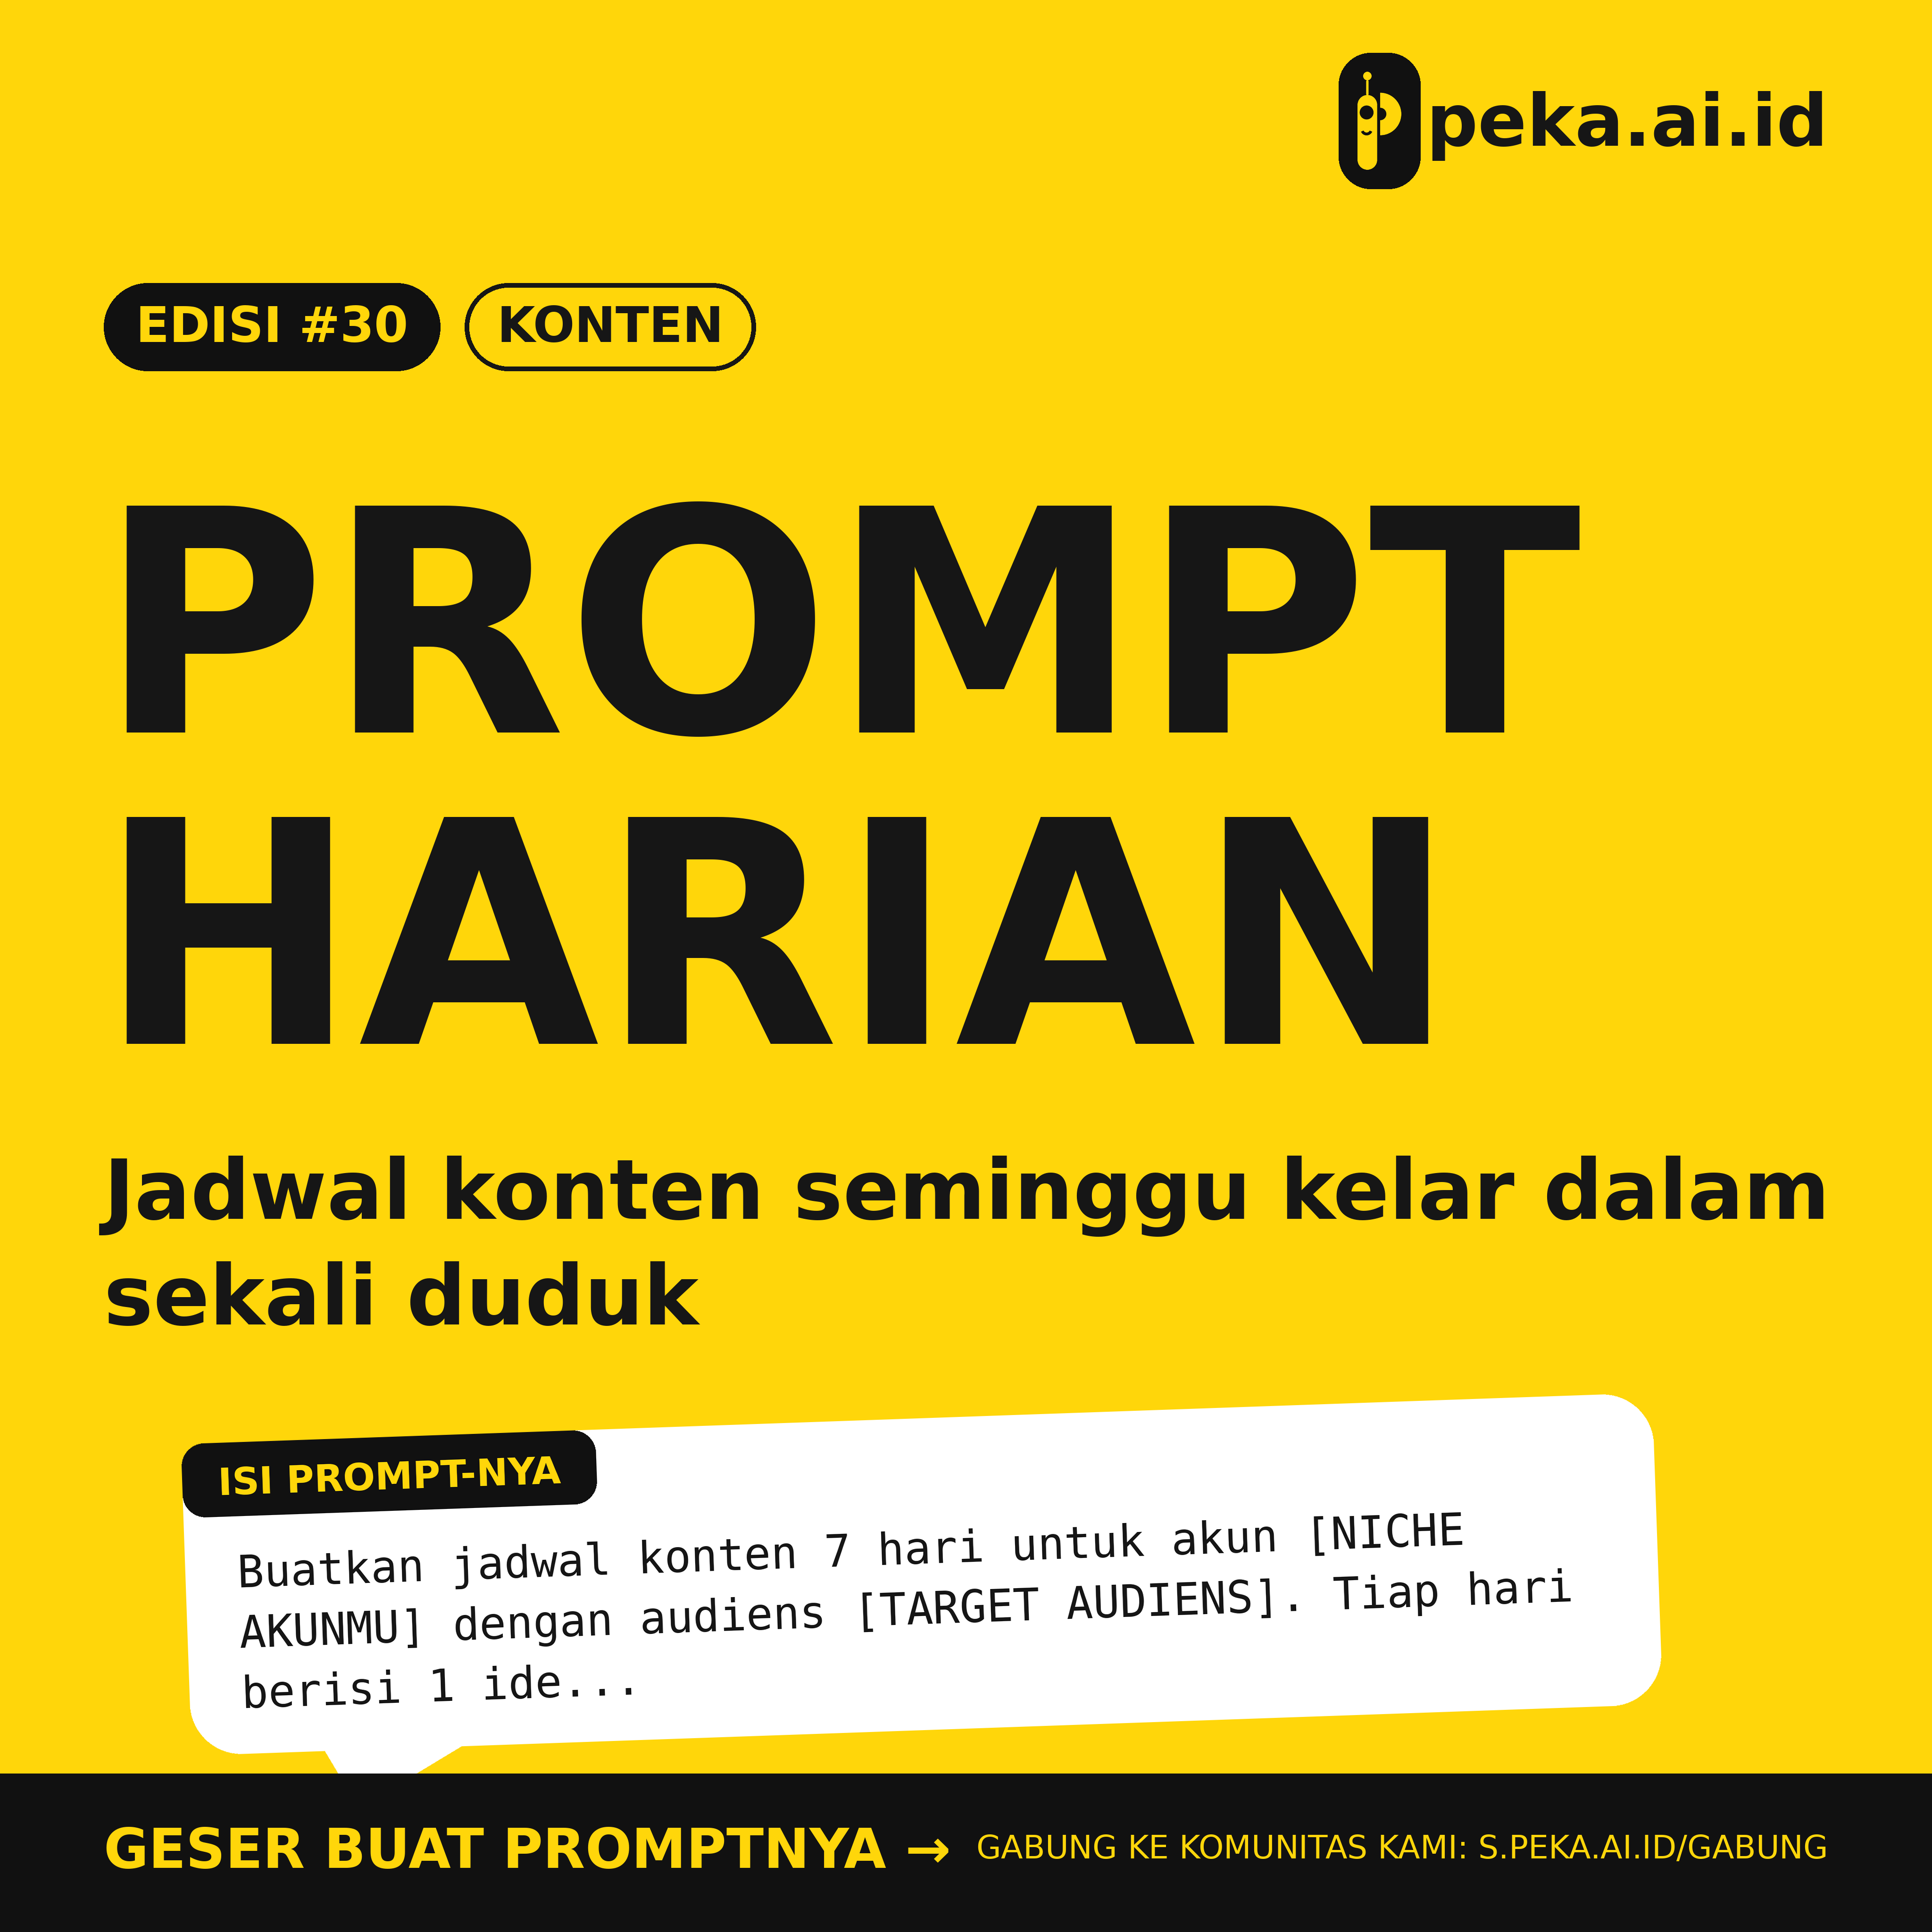 peka.ai.id
EDISI #30
KONTEN
PROMPT
HARIAN
Jadwal konten seminggu kelar dalam
sekali duduk
ISI PROMPT-NYA
Buatkan jadwal konten 7 hari untuk akun [NICHE
AKUNMU] dengan audiens [TARGET AUDIENS]. Tiap hari
berisi 1 ide...
GESER BUAT PROMPTNYA →
GABUNG KE KOMUNITAS KAMI: S.PEKA.AI.ID/GABUNG